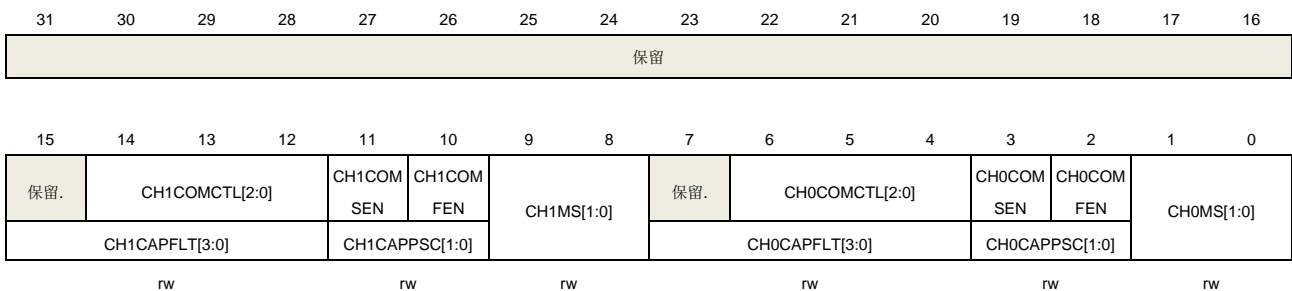 31 30 29 28 27 26 25 24 23 22 21 20 19 18 17 16
保留
15 14 13 12 11 10 9 8 7 6 5 4 3 2 1 0
保留. CH1COMCTL[2:0] CH1COM SEN CH1COM FEN CH1MS[1:0] 保留. CH0COMCTL[2:0] CH0COM SEN CH0COM FEN CH0MS[1:0]
CH1CAPFLT[3:0] CH1CAPPSC[1:0] CH0CAPFLT[3:0] CH0CAPPSC[1:0]
rw rw rw rw rw rw